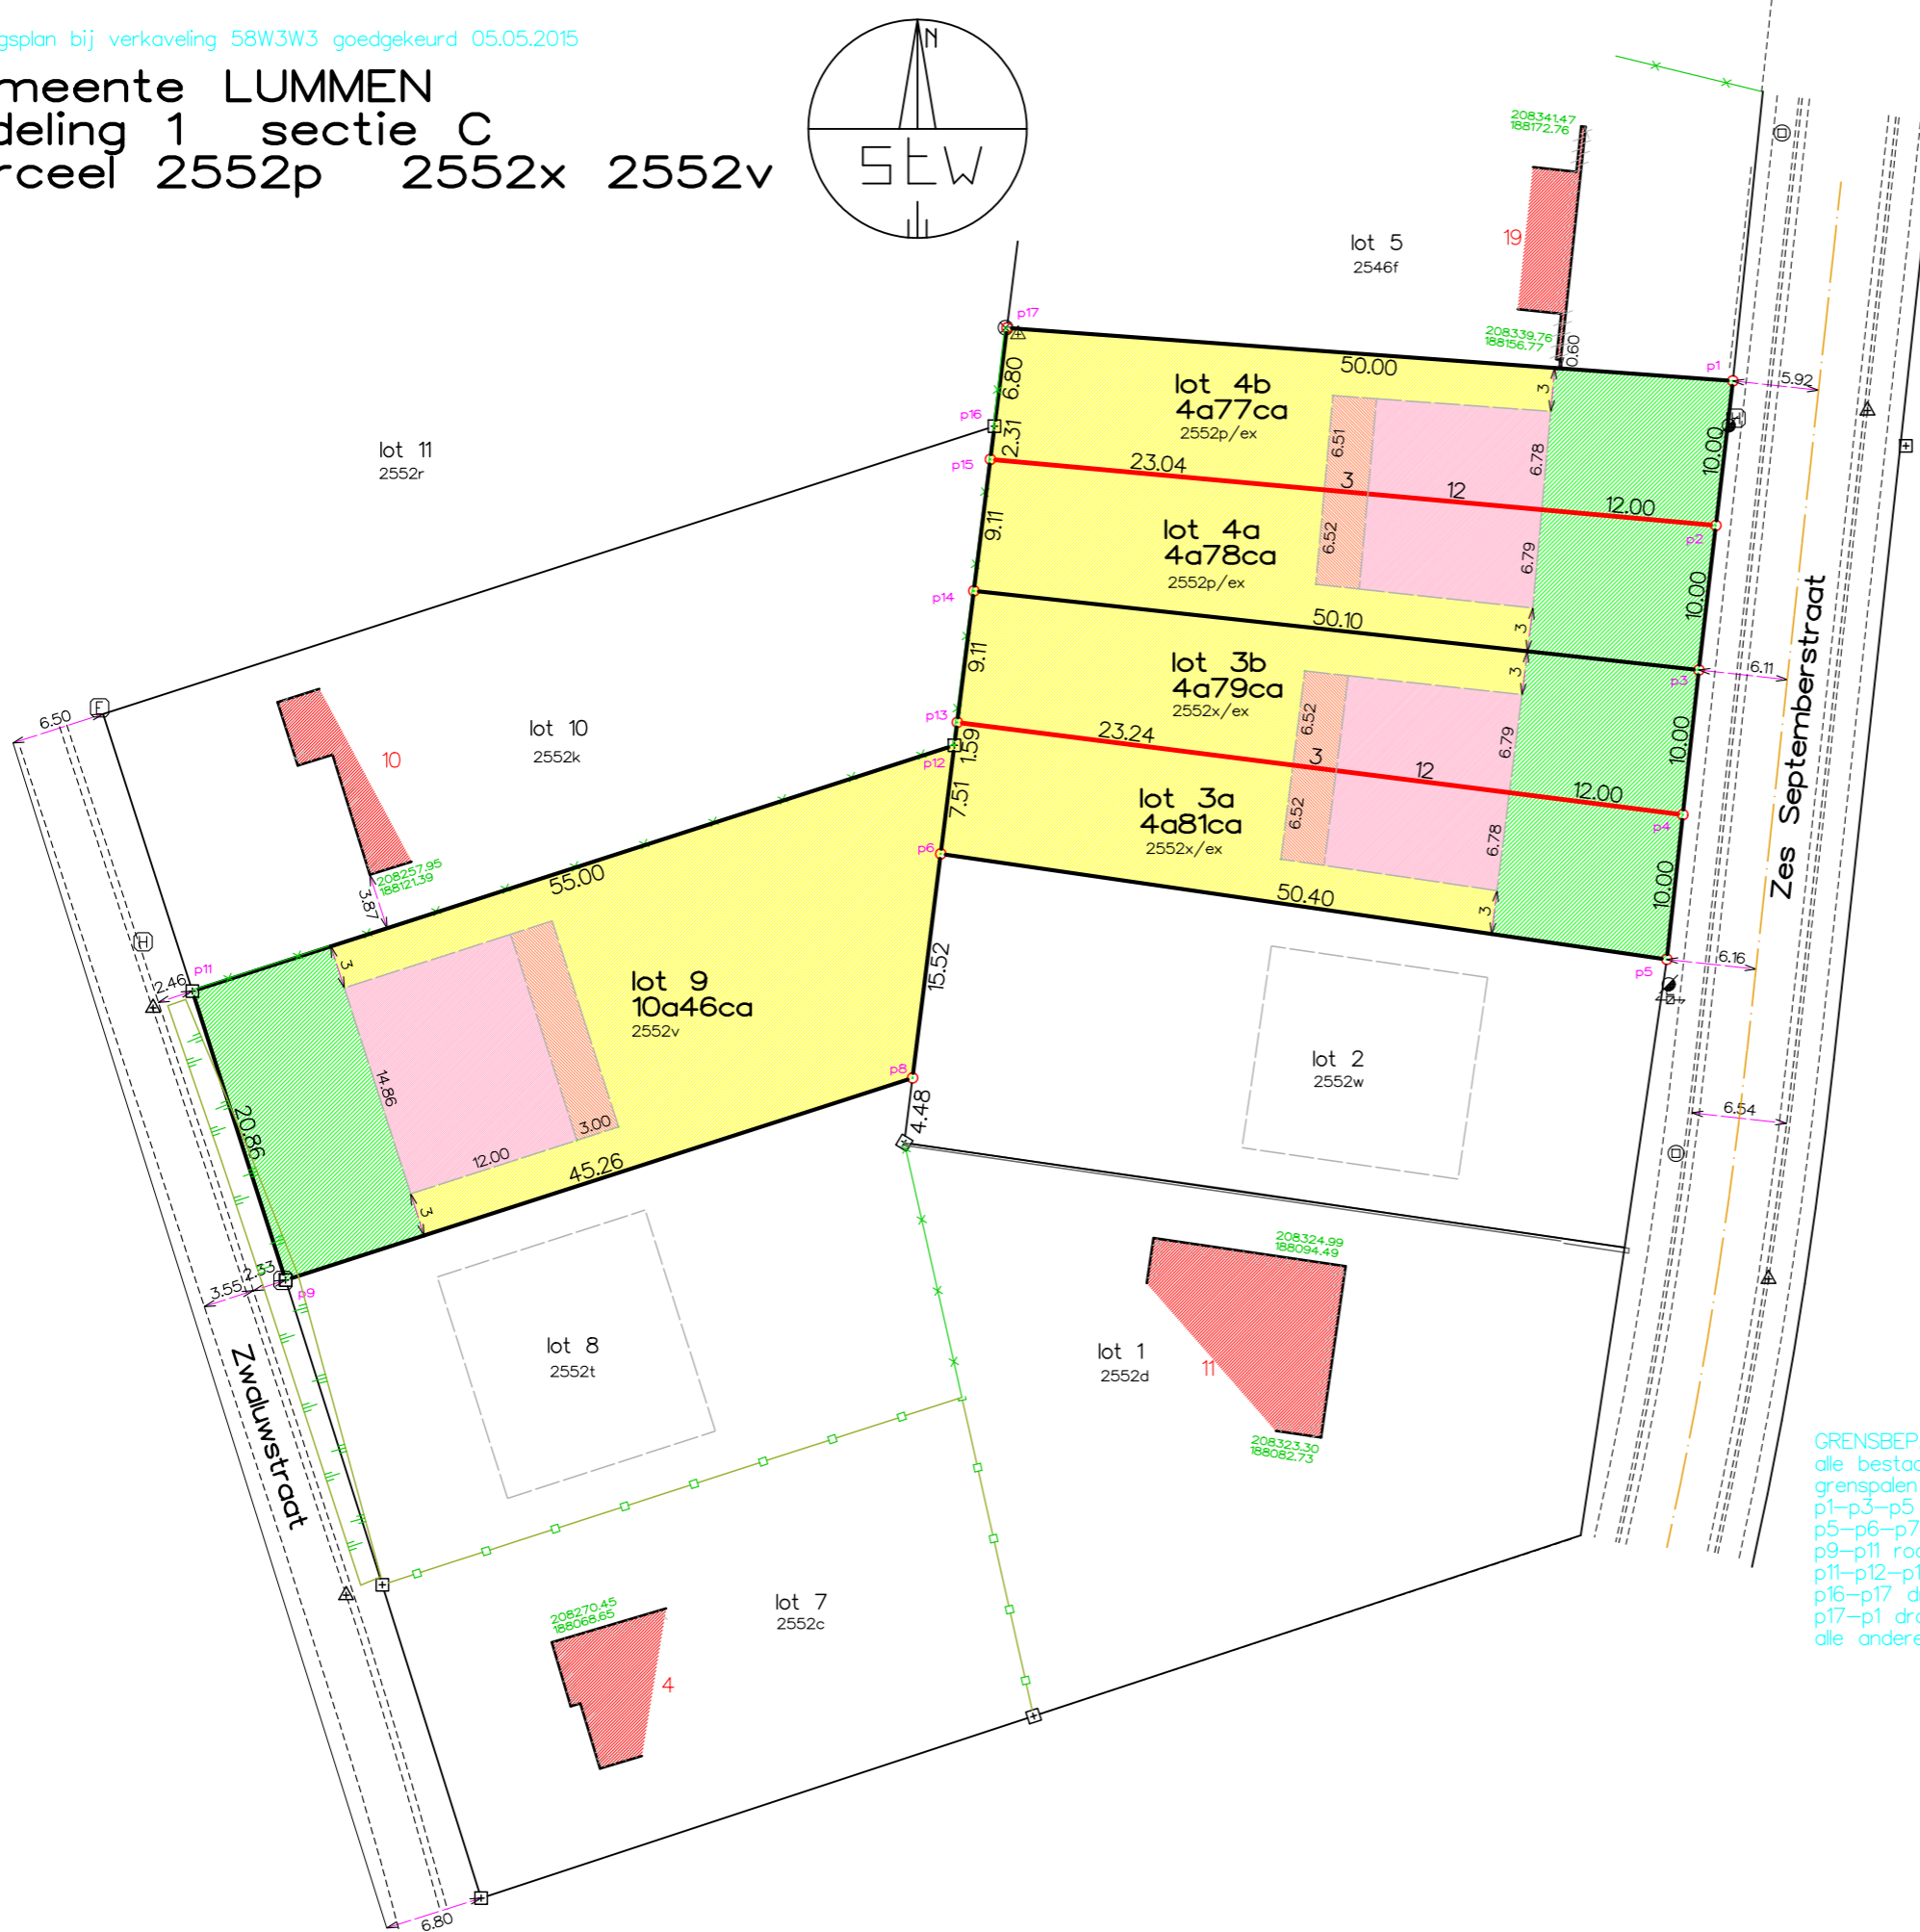 gsplan bij verkaveling 58W3W3 goedgekeurd 05.05.2015
meente LUMMEN
deling 1 sectie C
rceel 2552p 2552x 2552v
N
stw
208341.47
188172.76
19
lot 5
2546f
208339.76
188156.77
0.60
p17
50.00
p1
5.92
6.80
lot 4b
4a77ca
2552p/ex
3
p16
2.31
6.51
6.78
10.00
p15
23.04
3
12
12.00
p2
lot 11
2552r
9.11
lot 4a
4a78ca
2552p/ex
6.52
6.79
10.00
p14
50.10
3
p3
6.11
Zes Septemberstraat
9.11
lot 3b
4a79ca
2552x/ex
3
6.52
6.79
10.00
p13
23.24
3
12
12.00
p4
p12
1.59
7.51
lot 3a
4a81ca
2552x/ex
6.52
6.78
10.00
p6
50.40
3
p5
6.16
6.50
F
lot 10
2552k
10
208257.95
188121.39
3.87
55.00
H
2.46
p11
3
lot 9
10a46ca
2552v
15.52
14.86
20.86
3.00
12.00
45.26
3
p8
4.48
lot 2
2552w
6.54
3.55
2.33
p9
Zwaluwstraat
lot 8
2552t
208324.99
188094.49
lot 1
2552d
11
208323.30
188082.73
GRENSBEP
alle bestaa
grenspalen
p1-p3-p5
p5-p6-p7
p9-p11 roo
p11-p12-p1
p16-p17 dr
p17-p1 dra
alle andere
lot 7
2552c
208270.45
188068.65
4
6.80